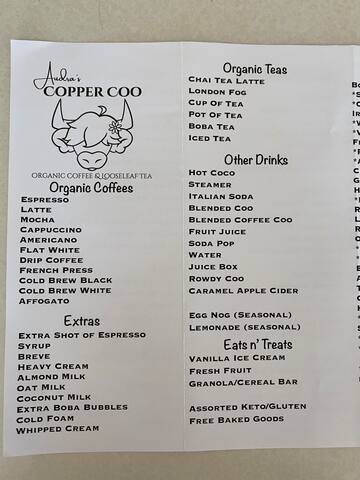 Audra's
COPPER COO
ORGANIC COFFEE & LOOSELEAF TEA
Organic Coffees
ESPRESSO
LATTE
MOCHA
CAPPUCCINO
AMERICANO
FLAT WHITE
DRIP COFFEE
FRENCH PRESS
COLD BREW BLACK
COLD BREW WHITE
AFFOGATO
Extras
EXTRA SHOT OF ESPRESSO
SYRUP
BREVE
HEAVY CREAM
ALMOND MILK
OAT MILK
COCONUT MILK
EXTRA BOBA BUBBLES
COLD FOAM
WHIPPED CREAM
Organic Teas
CHAI TEA LATTE
LONDON FOG
CUP OF TEA
POT OF TEA
BOBA TEA
ICED TEA
Other Drinks
HOT COCO
STEAMER
ITALIAN SODA
BLENDED COO
BLENDED COFFEE COO
FRUIT JUICE
SODA POP
WATER
JUICE BOX
ROWDY COO
CARAMEL APPLE CIDER
EGG NOG (SEASONAL)
LEMONADE (SEASONAL)
Eats n' Treats
VANILLA ICE CREAM
FRESH FRUIT
GRANOLA/CEREAL BAR
ASSORTED KETO/GLUTEN
FREE BAKED GOODS